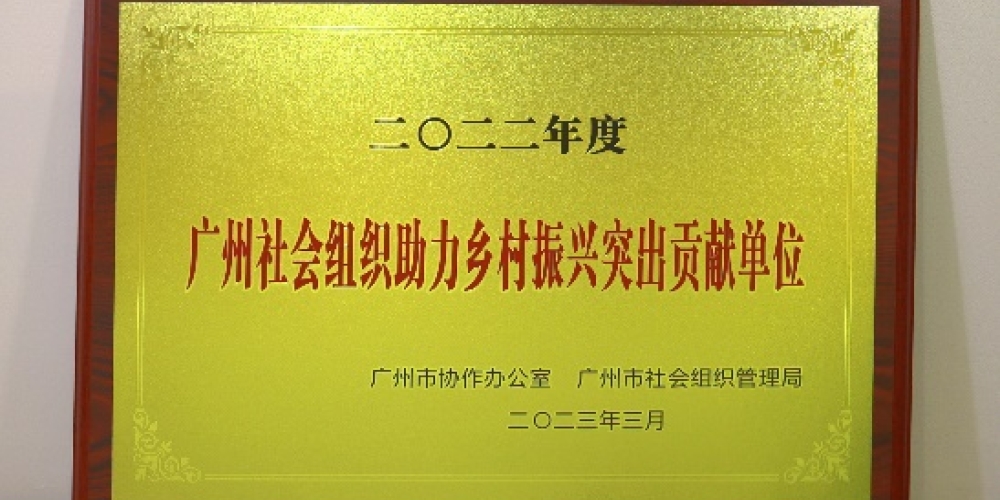 二〇二二年度
广州社会组织助力乡村振兴突出贡献单位
广州市协作办公室 广州市社会组织管理局
二〇二三年三月